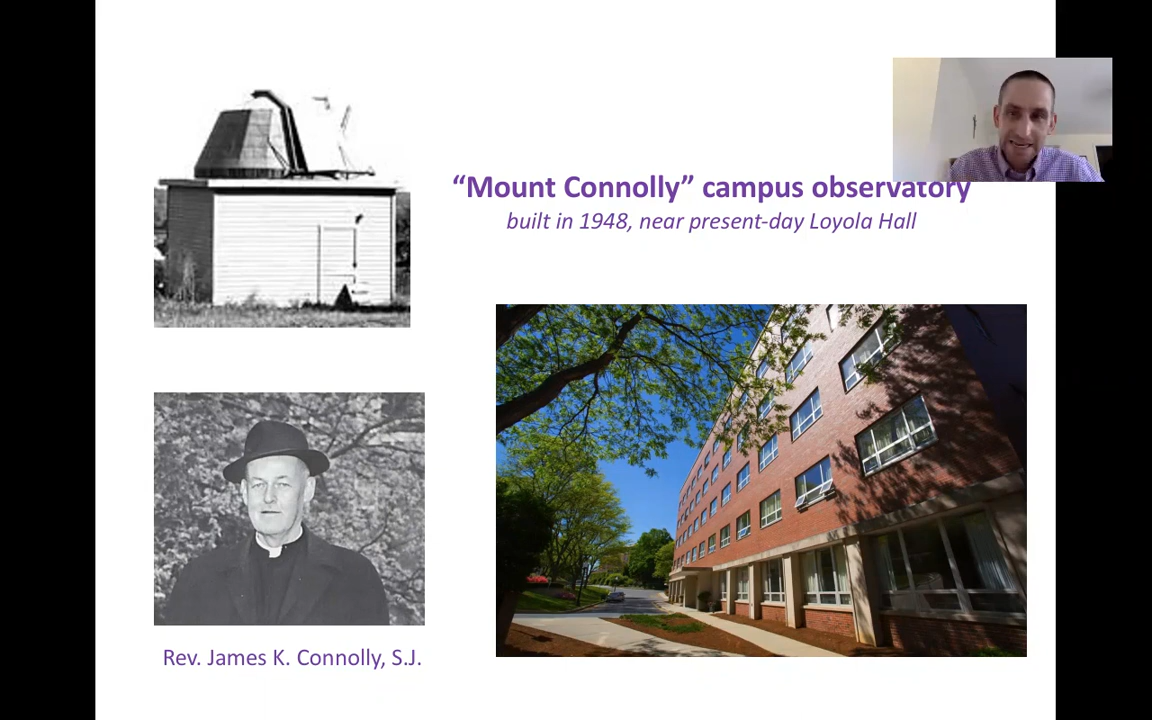 “Mount Connolly” campus observatory
built in 1948, near present-day Loyola Hall
Rev. James K. Connolly, S.J.